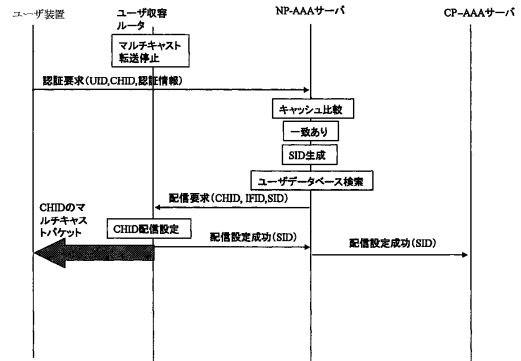 ユーザ装置
ユーザ収容
ルータ
NP-AAAサーバ
CP-AAAサーバ
マルチキャスト
転送停止
認証要求(UID,CHID,認証情報)
キャッシュ比較
一致あり
SID生成
ユーザデータベース検索
配信要求(CHID, IFID,SID)
CHIDのマ
ルチキャス
トパケット
CHID配信設定
配信設定成功(SID)
配信設定成功(SID)